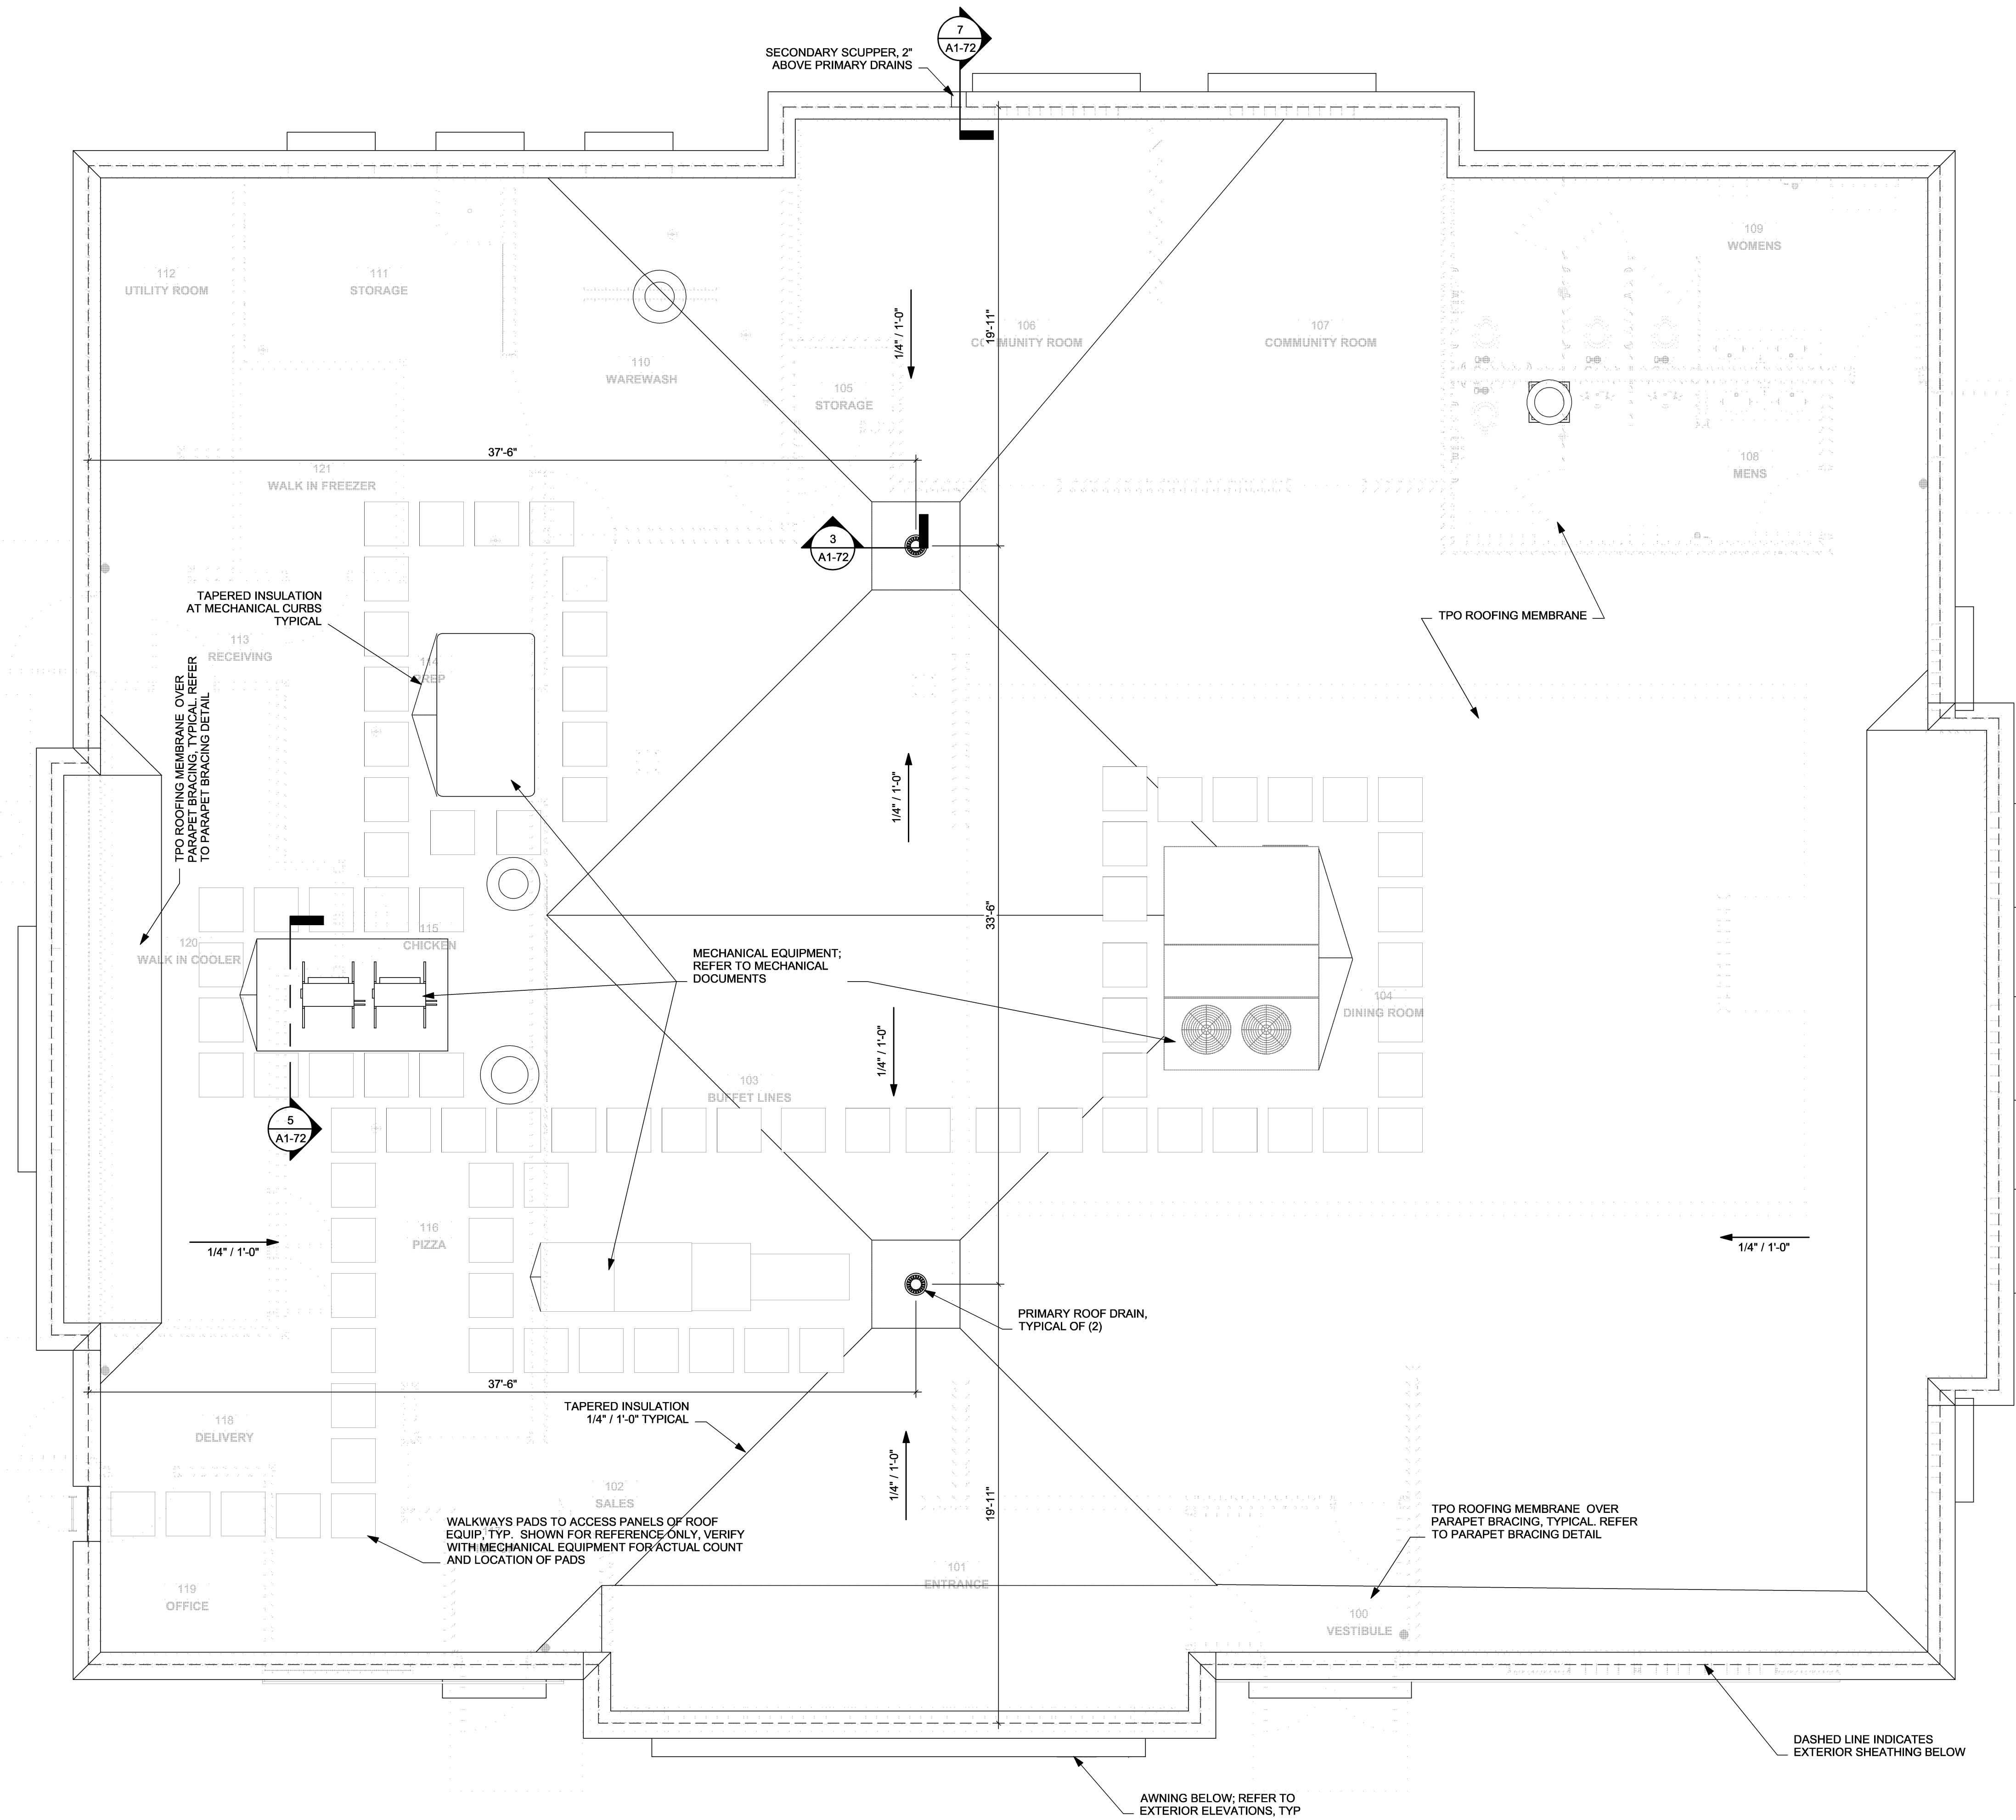 7
A1-72
SECONDARY SCUPPER, 2"
ABOVE PRIMARY DRAINS
109
WOMENS
112
UTILITY ROOM
111
STORAGE
1/4" / 1'-0"
19'-11"
106
COMMUNITY ROOM
107
COMMUNITY ROOM
110
WAREWASH
105
STORAGE
37'-6"
121
WALK IN FREEZER
108
MENS
3
A1-72
TAPERED INSULATION
AT MECHANICAL CURBS
TYPICAL
TPO ROOFING MEMBRANE
113
RECEIVING
114
PREP
TPO ROOFING MEMBRANE OVER
PARAPET BRACING, TYPICAL. REFER
TO PARAPET BRACING DETAIL
1/4" / 1'-0"
33'-6"
120
WALK IN COOLER
115
CHICKEN
MECHANICAL EQUIPMENT;
REFER TO MECHANICAL
DOCUMENTS
104
DINING ROOM
1/4" / 1'-0"
103
BUFFET LINES
5
A1-72
116
PIZZA
1/4" / 1'-0"
1/4" / 1'-0"
PRIMARY ROOF DRAIN,
TYPICAL OF (2)
37'-6"
TAPERED INSULATION
1/4" / 1'-0" TYPICAL
118
DELIVERY
1/4" / 1'-0"
19'-11"
102
SALES
WALKWAYS PADS TO ACCESS PANELS OF ROOF
EQUIP, TYP. SHOWN FOR REFERENCE ONLY, VERIFY
WITH MECHANICAL EQUIPMENT FOR ACTUAL COUNT
AND LOCATION OF PADS
TPO ROOFING MEMBRANE OVER
PARAPET BRACING, TYPICAL. REFER
TO PARAPET BRACING DETAIL
101
ENTRANCE
119
OFFICE
100
VESTIBULE
DASHED LINE INDICATES
EXTERIOR SHEATHING BELOW
AWNING BELOW; REFER TO
EXTERIOR ELEVATIONS, TYP